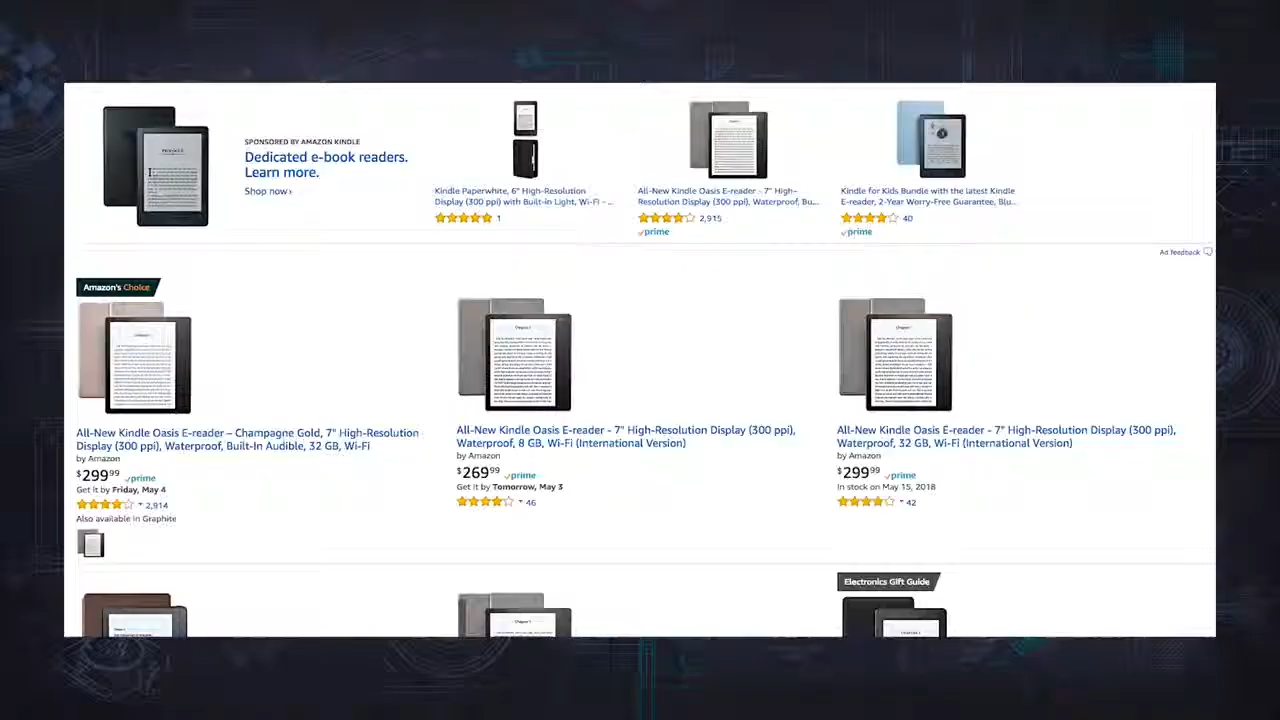 SPONSORED BY AMAZON KINDLE
Dedicated e-book readers.
Learn more.
Shop now ›
Kindle Paperwhite, 6" High-Resolution
Display (300 ppi) with Built-in Light, Wi-Fi - ...
1
All-New Kindle Oasis E-reader - 7" High-
Resolution Display (300 ppi), Waterproof, Bu...
2,915
prime
Kindle for Kids Bundle with the latest Kindle
E-reader, 2-Year Worry-Free Guarantee, Blu...
40
prime
Ad feedback
Amazon's Choice
All-New Kindle Oasis E-reader – Champagne Gold, 7" High-Resolution
Display (300 ppi), Waterproof, Built-In Audible, 32 GB, Wi-Fi
by Amazon
$299 99 prime
Get it by Friday, May 4
2,914
Also available in Graphite
All-New Kindle Oasis E-reader - 7" High-Resolution Display (300 ppi),
Waterproof, 8 GB, Wi-Fi (International Version)
by Amazon
$269 99 prime
Get it by Tomorrow, May 3
46
All-New Kindle Oasis E-reader - 7" High-Resolution Display (300 ppi),
Waterproof, 32 GB, Wi-Fi (International Version)
by Amazon
$299 99 prime
In stock on May 15, 2018
42
Electronics Gift Guide